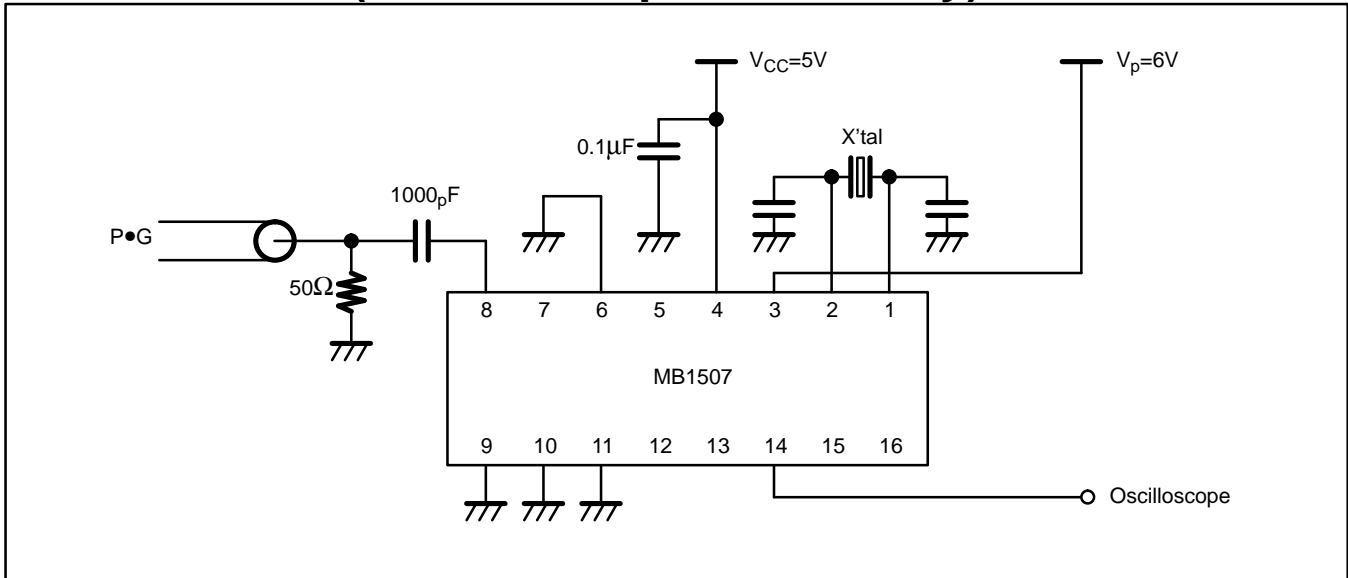 V_CC=5V
V_p=6V
0.1μF
X'tal
1000pF
P●G
50Ω
8 7 6 5 4 3 2 1
MB1507
9 10 11 12 13 14 15 16
Oscilloscope